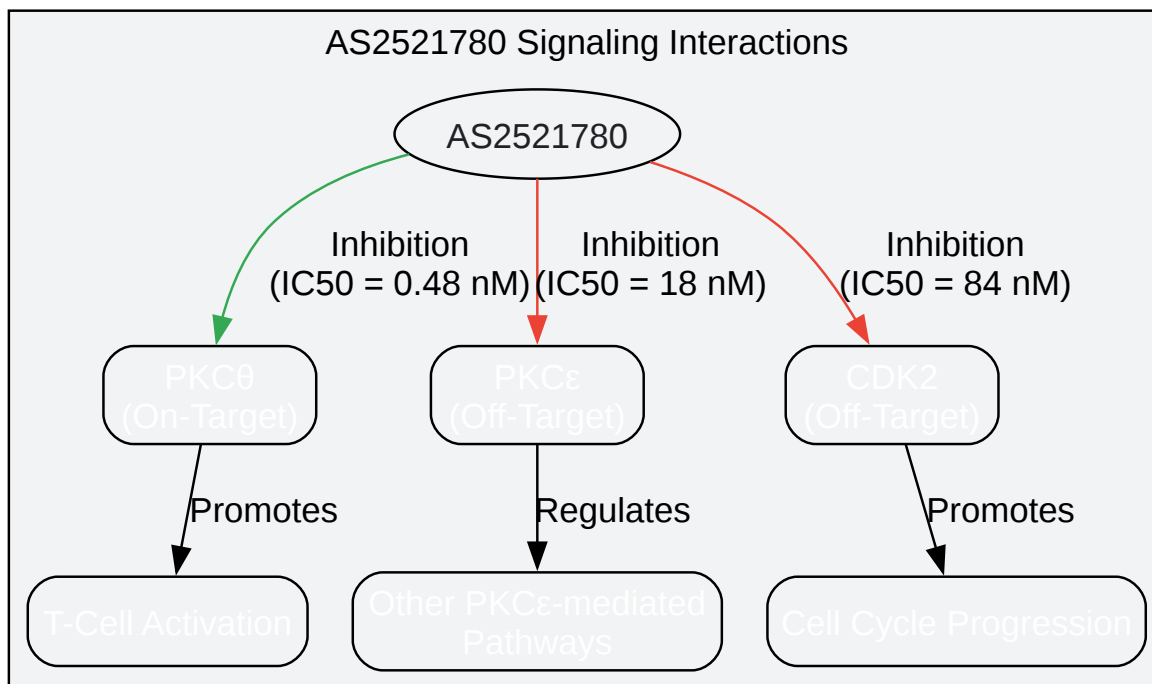 AS2521780 Signaling Interactions
AS2521780
Inhibition
(IC50 = 0.48 nM)
Inhibition
(IC50 = 18 nM)
Inhibition
(IC50 = 84 nM)
PKCθ
(On-Target)
PKCε
(Off-Target)
CDK2
(Off-Target)
Promotes
Regulates
Promotes
T-Cell Activation
Other PKCε-mediated
Pathways
Cell Cycle Progression